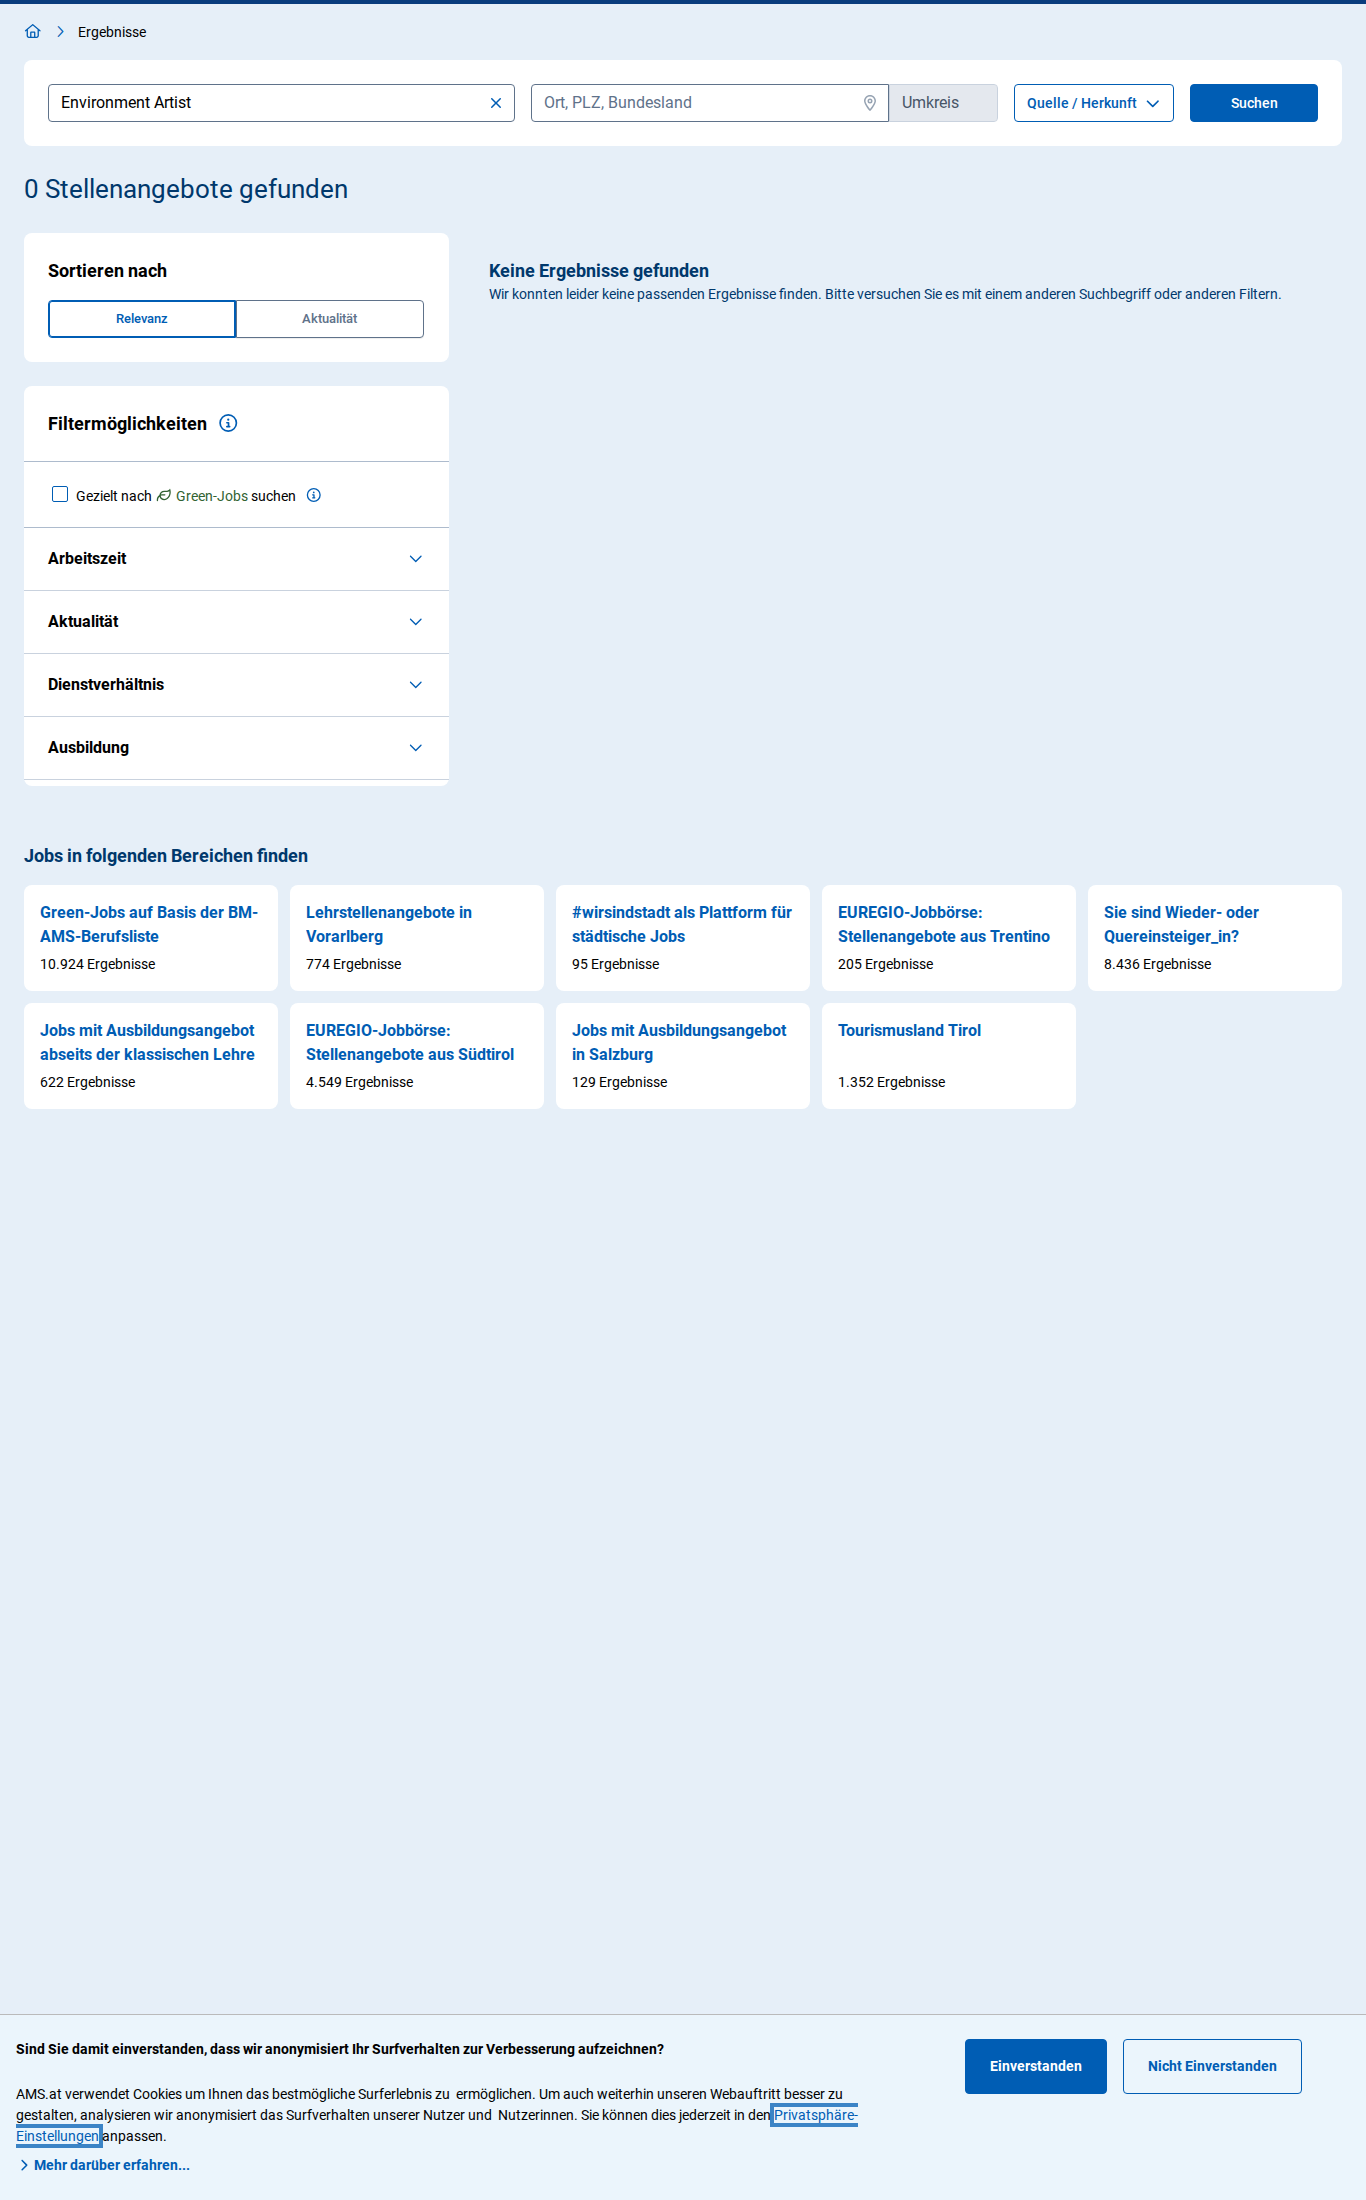 Ergebnisse
Environment Artist
Ort, PLZ, Bundesland
Umkreis
Quelle / Herkunft
Suchen
0 Stellenangebote gefunden
Sortieren nach
Relevanz
Aktualität
Keine Ergebnisse gefunden
Wir konnten leider keine passenden Ergebnisse finden. Bitte versuchen Sie es mit einem anderen Suchbegriff oder anderen Filtern.
Filtermöglichkeiten
Gezielt nach Green-Jobs suchen
Arbeitszeit
Aktualität
Dienstverhältnis
Ausbildung
Jobs in folgenden Bereichen finden
Green-Jobs auf Basis der BM-
AMS-Berufsliste
10.924 Ergebnisse
Lehrstellenangebote in
Vorarlberg
774 Ergebnisse
#wirsindstadt als Plattform für
städtische Jobs
95 Ergebnisse
EUREGIO-Jobbörse:
Stellenangebote aus Trentino
205 Ergebnisse
Sie sind Wieder- oder
Quereinsteiger_in?
8.436 Ergebnisse
Jobs mit Ausbildungsangebot
abseits der klassischen Lehre
622 Ergebnisse
EUREGIO-Jobbörse:
Stellenangebote aus Südtirol
4.549 Ergebnisse
Jobs mit Ausbildungsangebot
in Salzburg
129 Ergebnisse
Tourismusland Tirol
1.352 Ergebnisse
Sind Sie damit einverstanden, dass wir anonymisiert Ihr Surfverhalten zur Verbesserung aufzeichnen?
AMS.at verwendet Cookies um Ihnen das bestmögliche Surferlebnis zu ermöglichen. Um auch weiterhin unseren Webauftritt besser zu
gestalten, analysieren wir anonymisiert das Surfverhalten unserer Nutzer und Nutzerinnen. Sie können dies jederzeit in den Privatsphäre-
Einstellungen anpassen.
Mehr darüber erfahren...
Einverstanden
Nicht Einverstanden